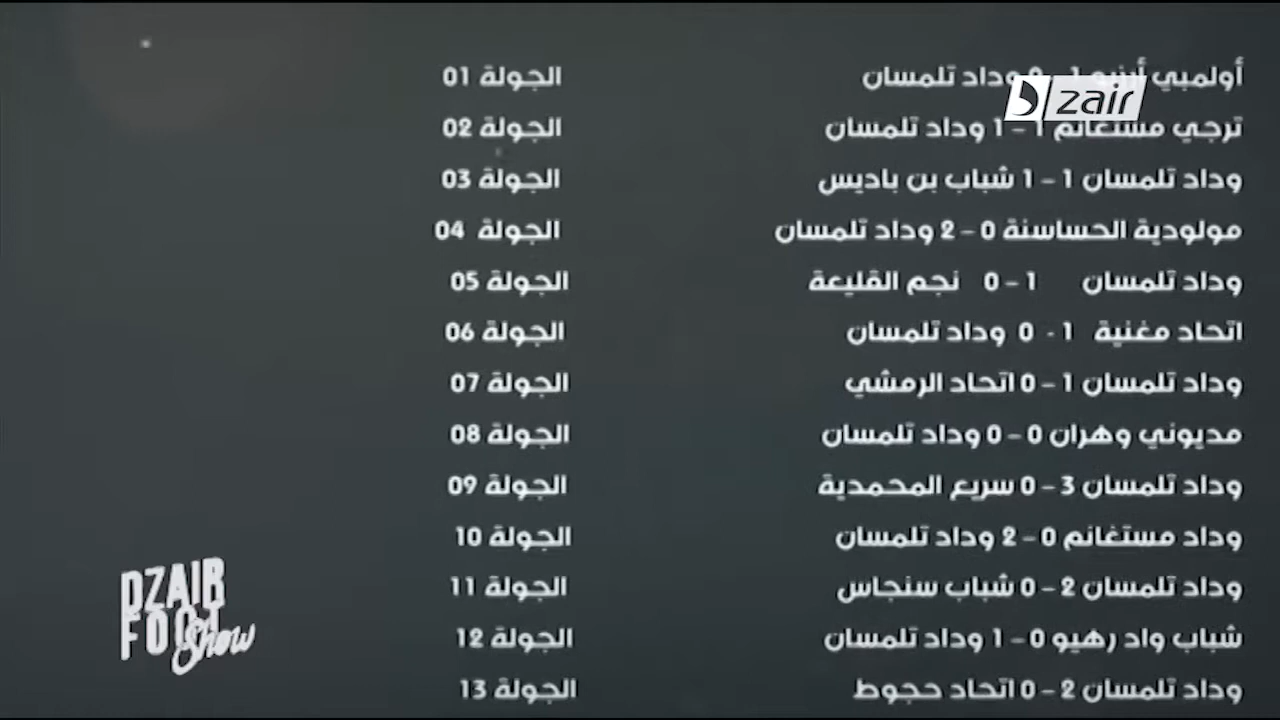 أولمبي أرزيو 1 - 0 وداد تلمسان الجولة 01
ترجي مستغانم 1 - 1 وداد تلمسان الجولة 02
وداد تلمسان 1 - 1 شباب بن باديس الجولة 03
مولودية الحساسنة 0 - 2 وداد تلمسان الجولة 04
وداد تلمسان 1 - 0 نجم القليعة الجولة 05
اتحاد مغنية 1 - 0 وداد تلمسان الجولة 06
وداد تلمسان 1 - 0 اتحاد الرمشي الجولة 07
مديوني وهران 0 - 0 وداد تلمسان الجولة 08
وداد تلمسان 3 - 0 سريع المحمدية الجولة 09
وداد مستغانم 0 - 2 وداد تلمسان الجولة 10
وداد تلمسان 2 - 0 شباب سنجاس الجولة 11
شباب واد رهيو 0 - 1 وداد تلمسان الجولة 12
وداد تلمسان 2 - 0 اتحاد حجوط الجولة 13
Dzair
DZAIR
FOOT
Show